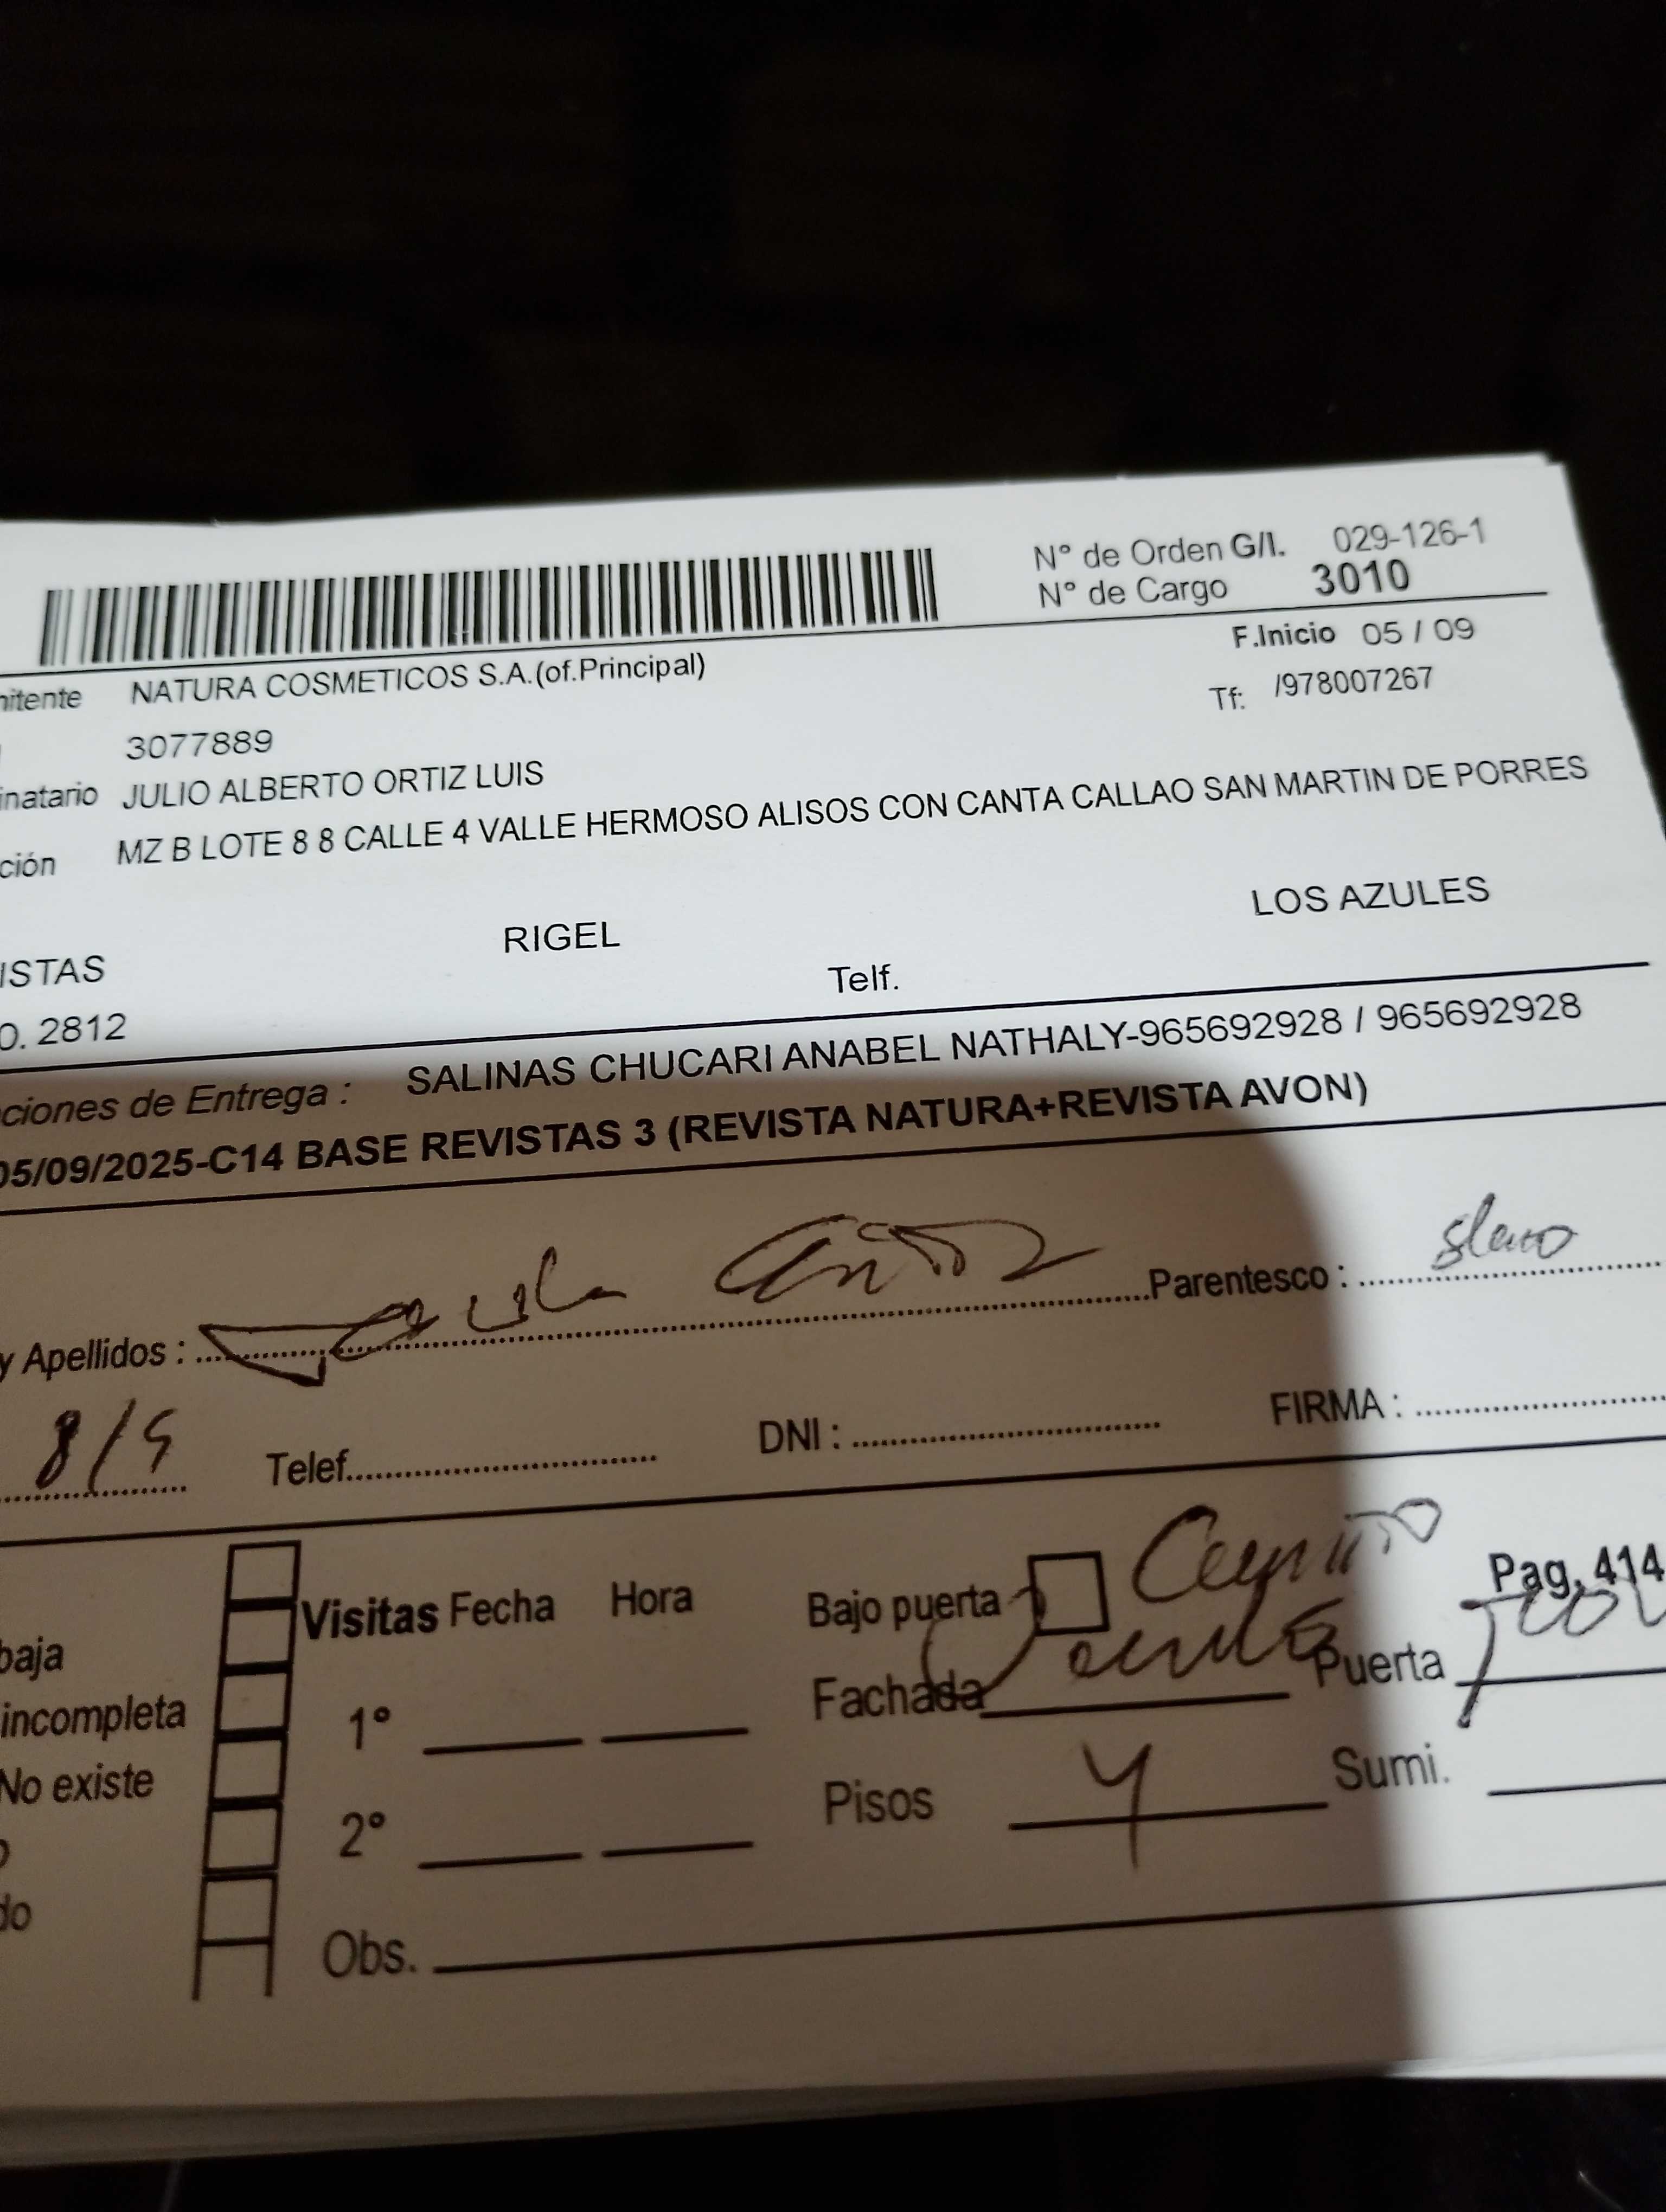 N° de Orden G/I. 029-126-1
N° de Cargo 3010
F.Inicio 05 / 09
mitente NATURA COSMETICOS S.A.(of.Principal)
Tf: /978007267
3077889
inatario JULIO ALBERTO ORTIZ LUIS
ción MZ B LOTE 8 8 CALLE 4 VALLE HERMOSO ALISOS CON CANTA CALLAO SAN MARTIN DE PORRES
ISTAS RIGEL LOS AZULES
O. 2812 Telf.
ciones de Entrega : SALINAS CHUCARI ANABEL NATHALY-965692928 / 965692928
05/09/2025-C14 BASE REVISTAS 3 (REVISTA NATURA+REVISTA AVON)
y Apellidos : Parentesco :
8/9 Telef. DNI : FIRMA :
Visitas Fecha Hora Bajo puerta Pag. 414
baja Fachada Puerta
incompleta 1°
No existe Pisos 4 Sumi.
2°
do
Obs.